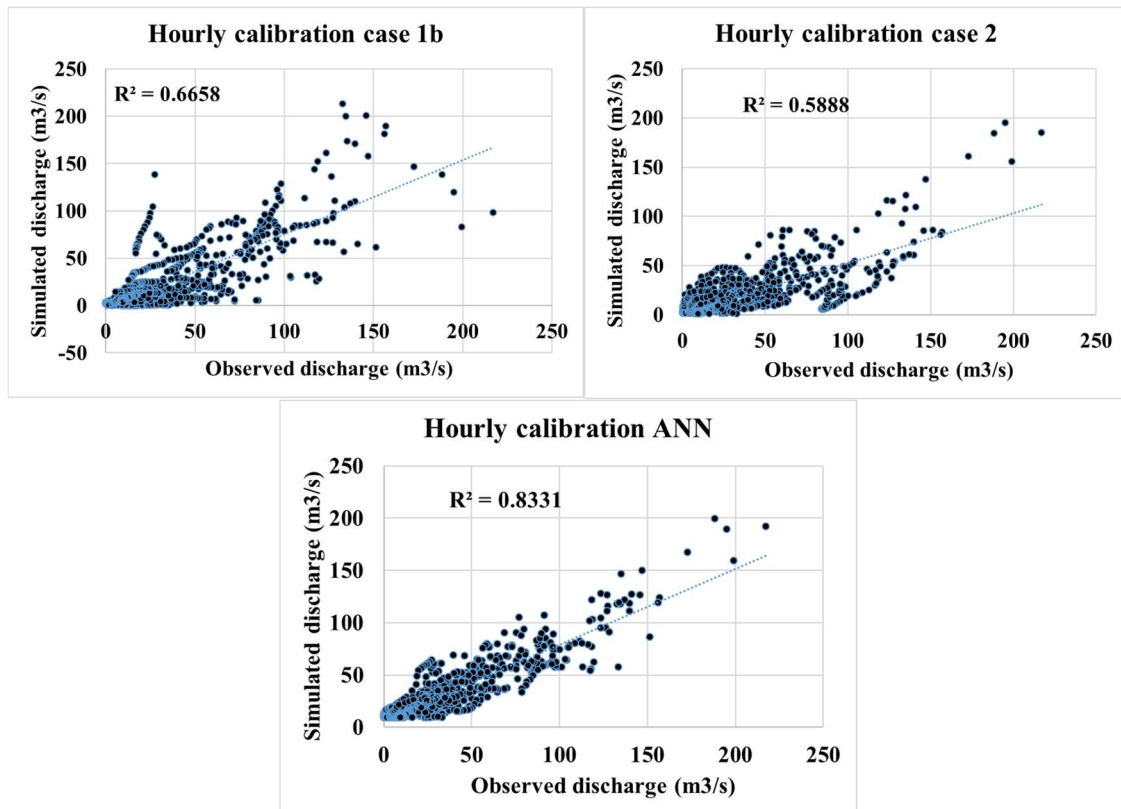 Hourly calibration case 1b
R² = 0.6658
Simulated discharge (m3/s)
250
200
150
100
50
0
-50
0 50 100 150 200 250
Observed discharge (m3/s)
Hourly calibration case 2
R² = 0.5888
Simulated discharge (m3/s)
250
200
150
100
50
0
0 50 100 150 200 250
Observed discharge (m3/s)
Hourly calibration ANN
R² = 0.8331
Simulated discharge (m3/s)
250
200
150
100
50
0
0 50 100 150 200 250
Observed discharge (m3/s)